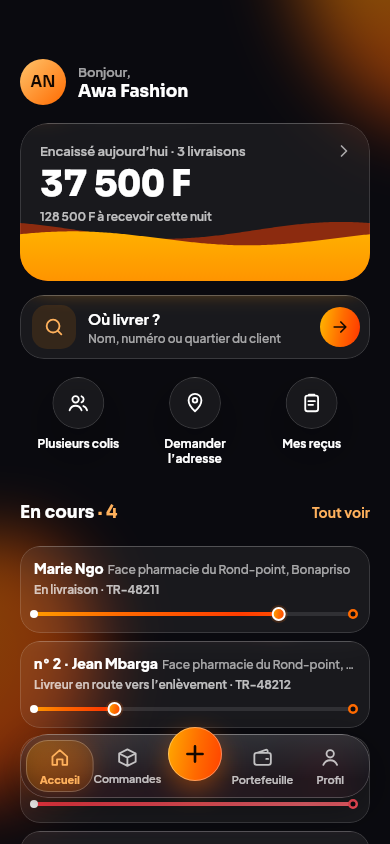 AN
Bonjour,
Awa Fashion
Encaissé aujourd'hui · 3 livraisons
37 500 F
128 500 F à recevoir cette nuit
Où livrer ?
Nom, numéro ou quartier du client
Plusieurs colis
Demander
l'adresse
Mes reçus
En cours · 4
Tout voir
Marie Ngo Face pharmacie du Rond-point, Bonapriso
En livraison · TR-48211
n° 2 · Jean Mbarga Face pharmacie du Rond-point, ...
Livreur en route vers l'enlèvement · TR-48212
Accueil
Commandes
Portefeuille
Profil